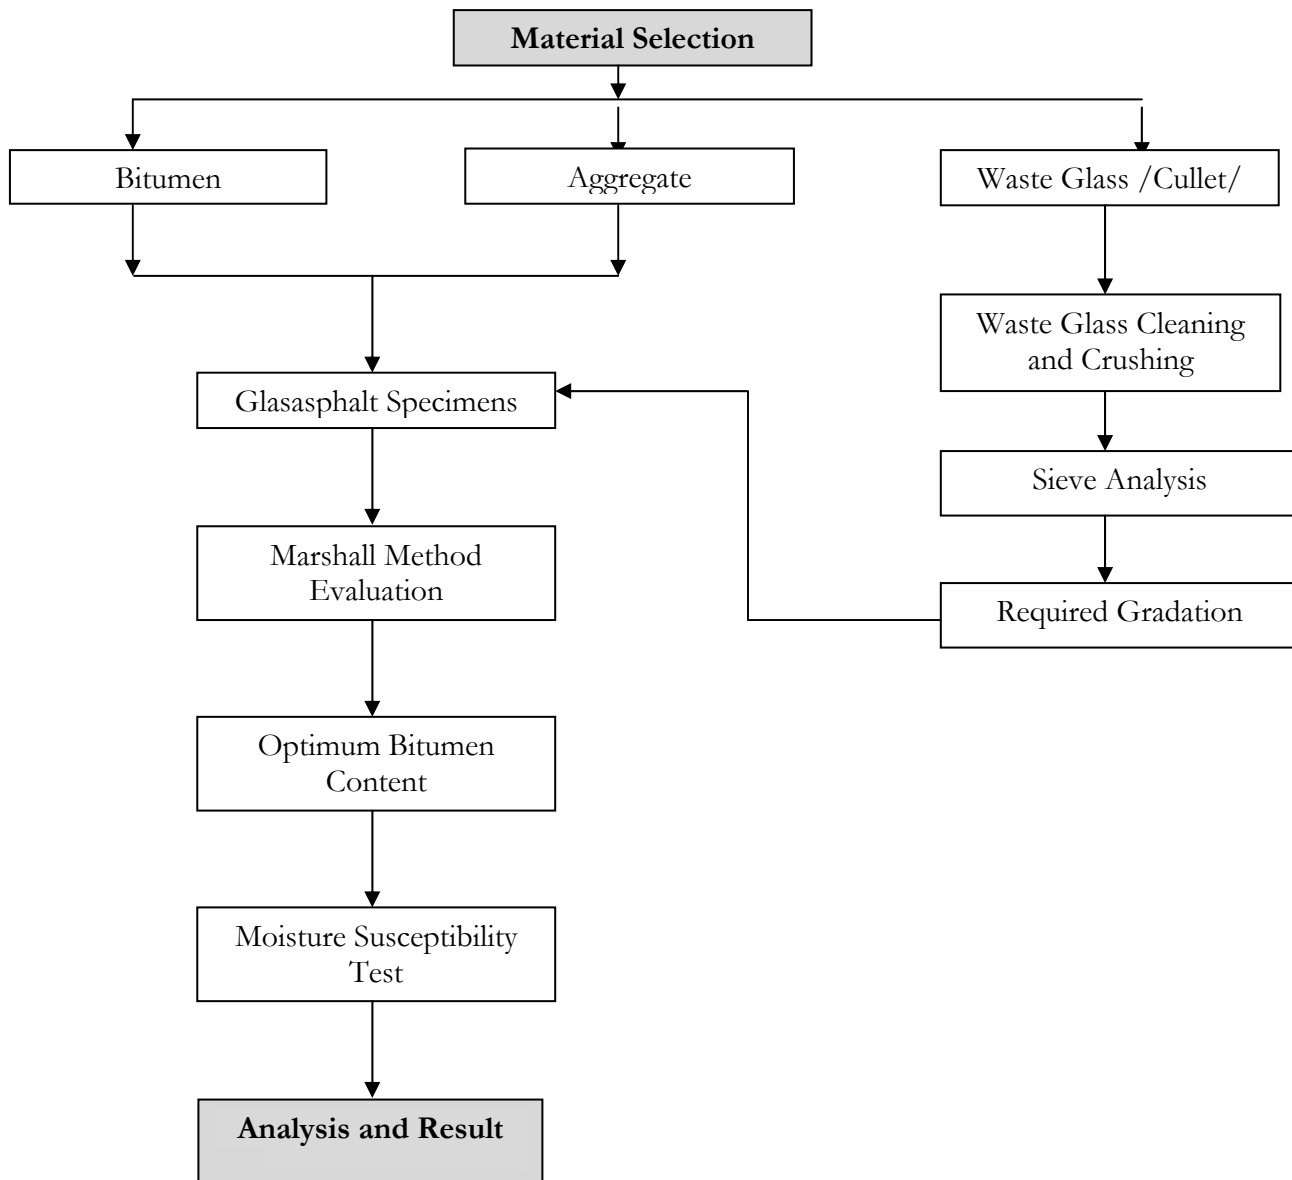 Material Selection
Bitumen
Aggregate
Waste Glass /Cullet/
Waste Glass Cleaning
and Crushing
Glasasphalt Specimens
Sieve Analysis
Marshall Method
Evaluation
Required Gradation
Optimum Bitumen
Content
Moisture Susceptibility
Test
Analysis and Result